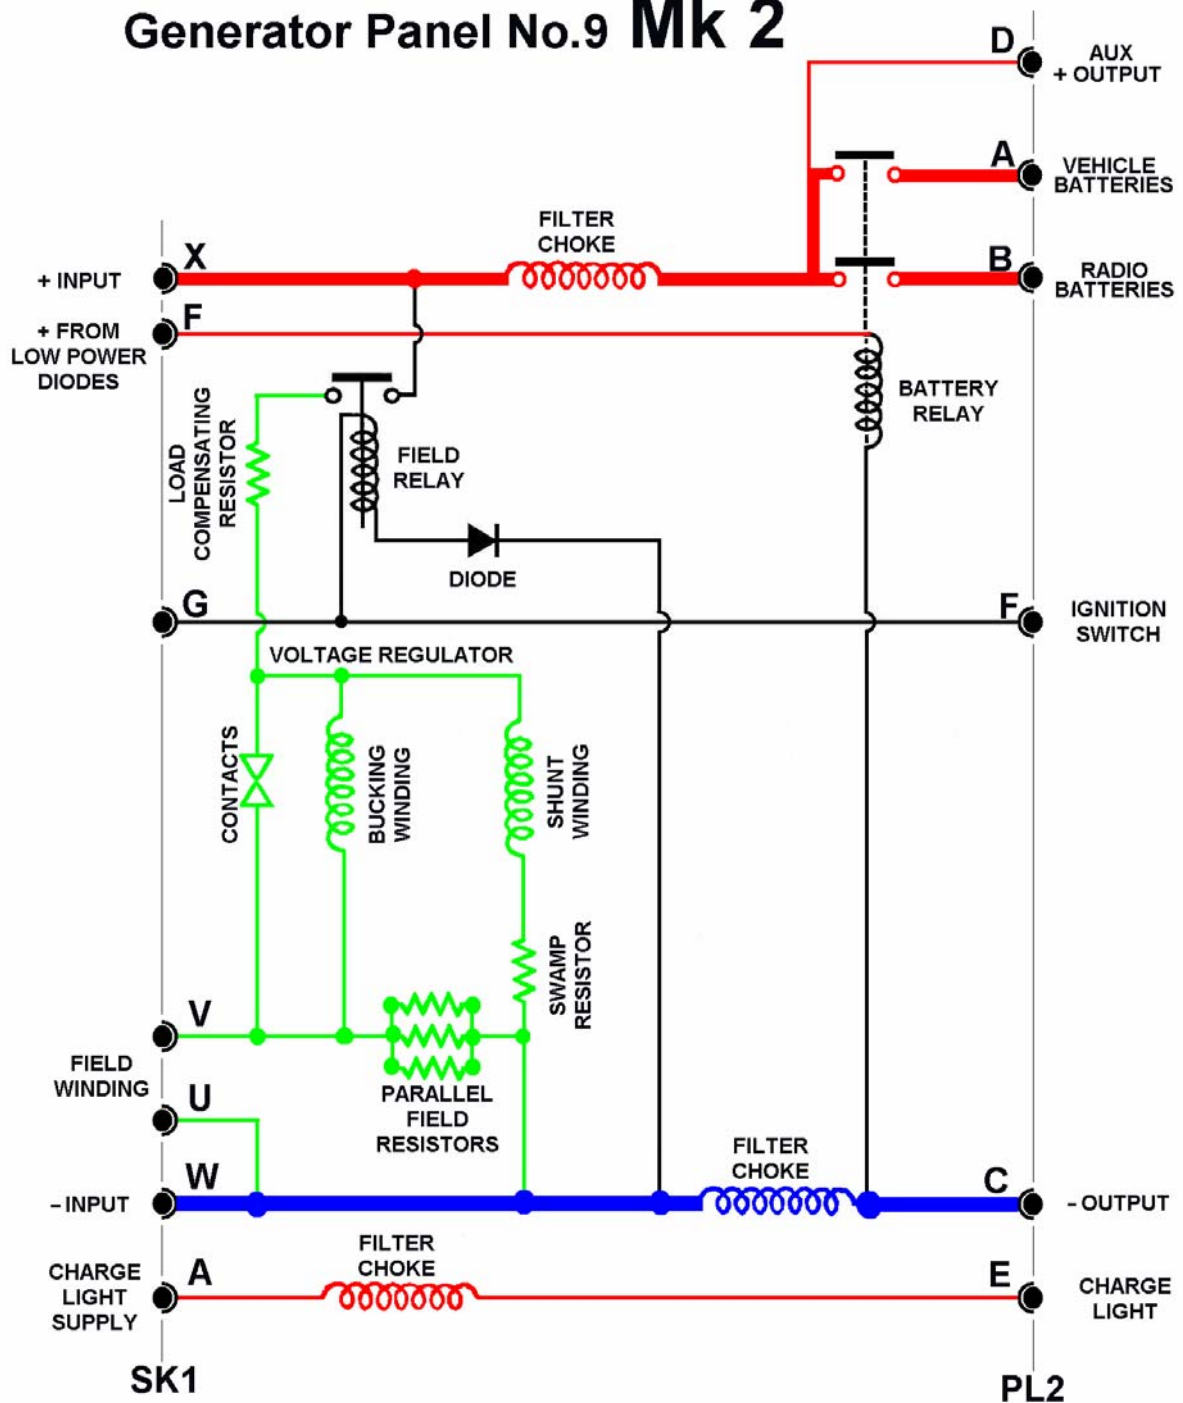 Generator Panel No.9 Mk 2
D
AUX
+ OUTPUT
A
VEHICLE
BATTERIES
FILTER
CHOKE
X
+ INPUT
B
RADIO
BATTERIES
F
+ FROM
LOW POWER
DIODES
BATTERY
RELAY
LOAD
COMPENSATING
RESISTOR
FIELD
RELAY
DIODE
G
F
IGNITION
SWITCH
VOLTAGE REGULATOR
CONTACTS
BUCKING
WINDING
SHUNT
WINDING
SWAMP
RESISTOR
V
FIELD
WINDING
U
PARALLEL
FIELD
RESISTORS
FILTER
CHOKE
W
– INPUT
C
– OUTPUT
FILTER
CHOKE
CHARGE
LIGHT
SUPPLY
A
E
CHARGE
LIGHT
SK1
PL2